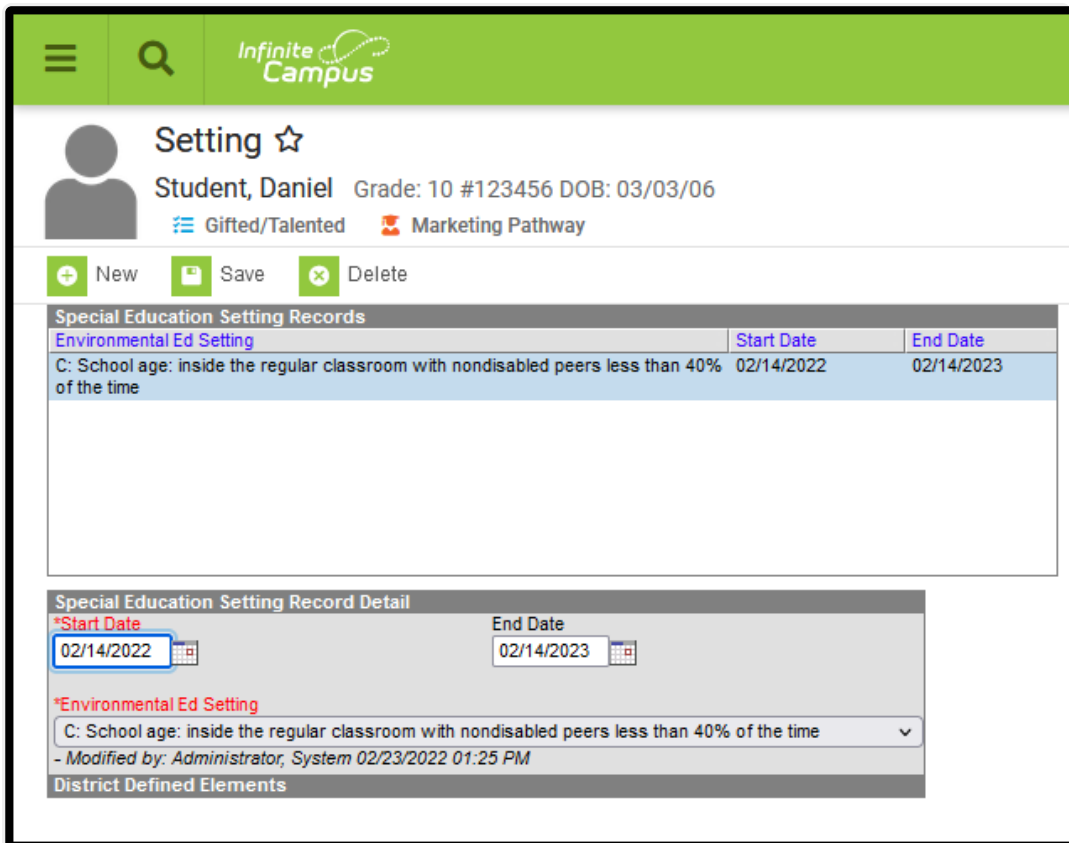 Infinite
Campus
Setting
Student, Daniel Grade: 10 #123456 DOB: 03/03/06
Gifted/Talented Marketing Pathway
New Save Delete
Special Education Setting Records
Environmental Ed Setting Start Date End Date
C: School age: inside the regular classroom with nondisabled peers less than 40% 02/14/2022 02/14/2023
of the time
Special Education Setting Record Detail
*Start Date End Date
02/14/2022 02/14/2023
*Environmental Ed Setting
C: School age: inside the regular classroom with nondisabled peers less than 40% of the time
- Modified by: Administrator, System 02/23/2022 01:25 PM
District Defined Elements